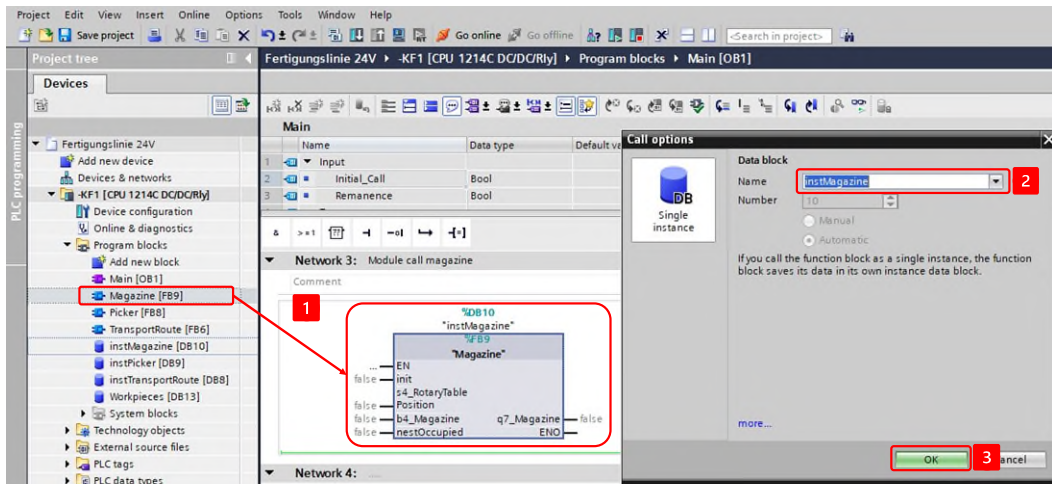 Project Edit View Insert Online Options Tools Window Help
Save project Go online Go offline <Search in project>
Project tree
Fertigungslinie 24V ▸ -KF1 [CPU 1214C DC/DC/Rly] ▸ Program blocks ▸ Main [OB1]
Devices
PLC programming
Fertigungslinie 24V
Add new device
Devices & networks
-KF1 [CPU 1214C DC/DC/Rly]
Device configuration
Online & diagnostics
Program blocks
Add new block
Main [OB1]
Magazine [FB9]
Picker [FB8]
TransportRoute [FB6]
instMagazine [DB10]
instPicker [DB9]
instTransportRoute [DB8]
Workpieces [DB13]
System blocks
Technology objects
External source files
PLC tags
PLC data types
Main
Name Data type Default va
1 Input
2 Initial_Call Bool
3 Remanence Bool
& >=1 ?? -| -o| -[=]
Network 3: Module call magazine
Comment
1
%DB10
"instMagazine"
%FB9
"Magazine"
... EN
false init
s4_RotaryTable
false Position
false b4_Magazine q7_Magazine false
false nestOccupied ENO
Network 4: ...
Call options X
DB
Single
instance
Data block
Name instMagazine 2
Number 10
Manual
Automatic
If you call the function block as a single instance, the function
block saves its data in its own instance data block.
more...
OK 3 ancel